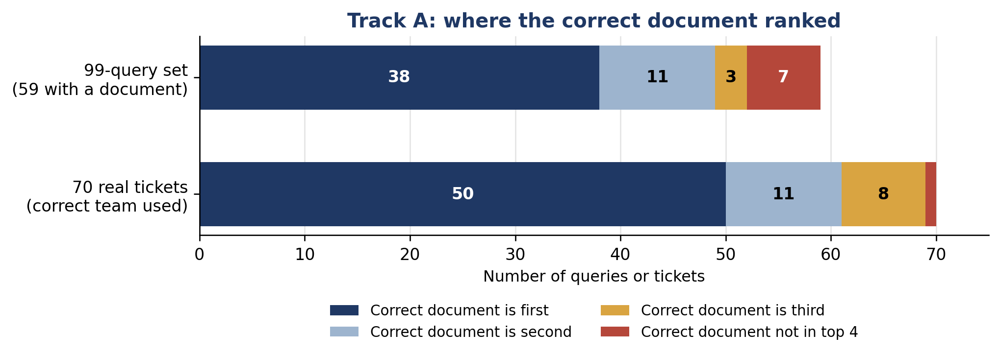 Track A: where the correct document ranked
99-query set
(59 with a document)
38
11
3
7
70 real tickets
(correct team used)
50
11
8
0
10
20
30
40
50
60
70
Number of queries or tickets
Correct document is first
Correct document is second
Correct document is third
Correct document not in top 4